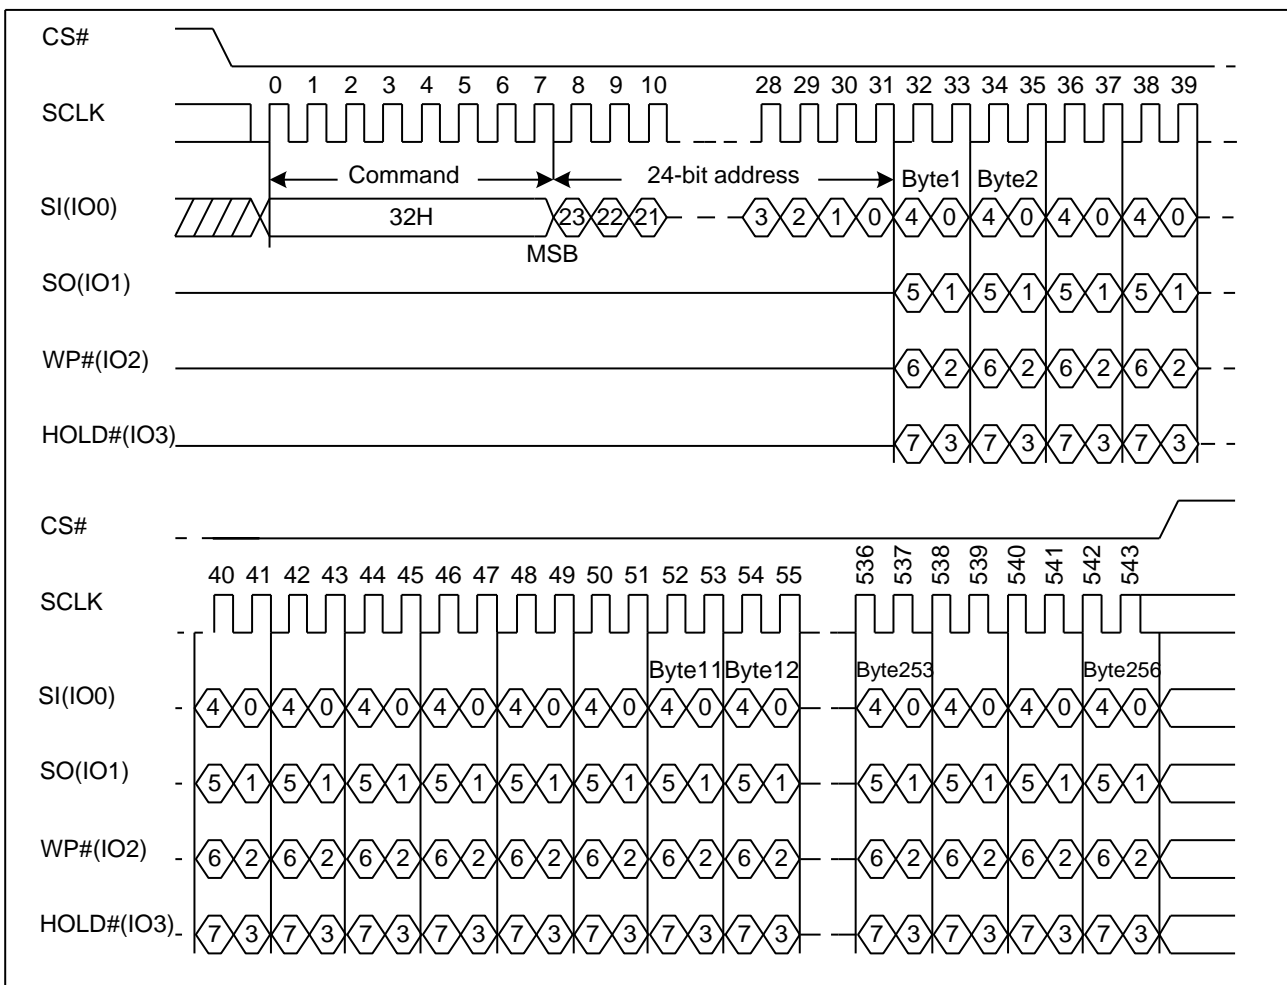 CS#
0 1 2 3 4 5 6 7 8 9 10 28 29 30 31 32 33 34 35 36 37 38 39
SCLK
Command 24-bit address Byte1 Byte2
SI(IO0) 32H 23 22 21 3 2 1 0 4 0 4 0 4 0 4 0
MSB
SO(IO1) 5 1 5 1 5 1 5 1
WP#(IO2) 6 2 6 2 6 2 6 2
HOLD#(IO3) 7 3 7 3 7 3 7 3
CS#
40 41 42 43 44 45 46 47 48 49 50 51 52 53 54 55 536 537 538 539 540 541 542 543
SCLK
Byte11 Byte12 Byte253 Byte256
SI(IO0) 4 0 4 0 4 0 4 0 4 0 4 0 4 0 4 0 4 0 4 0 4 0 4 0
SO(IO1) 5 1 5 1 5 1 5 1 5 1 5 1 5 1 5 1 5 1 5 1 5 1 5 1
WP#(IO2) 6 2 6 2 6 2 6 2 6 2 6 2 6 2 6 2 6 2 6 2 6 2 6 2
HOLD#(IO3) 7 3 7 3 7 3 7 3 7 3 7 3 7 3 7 3 7 3 7 3 7 3 7 3